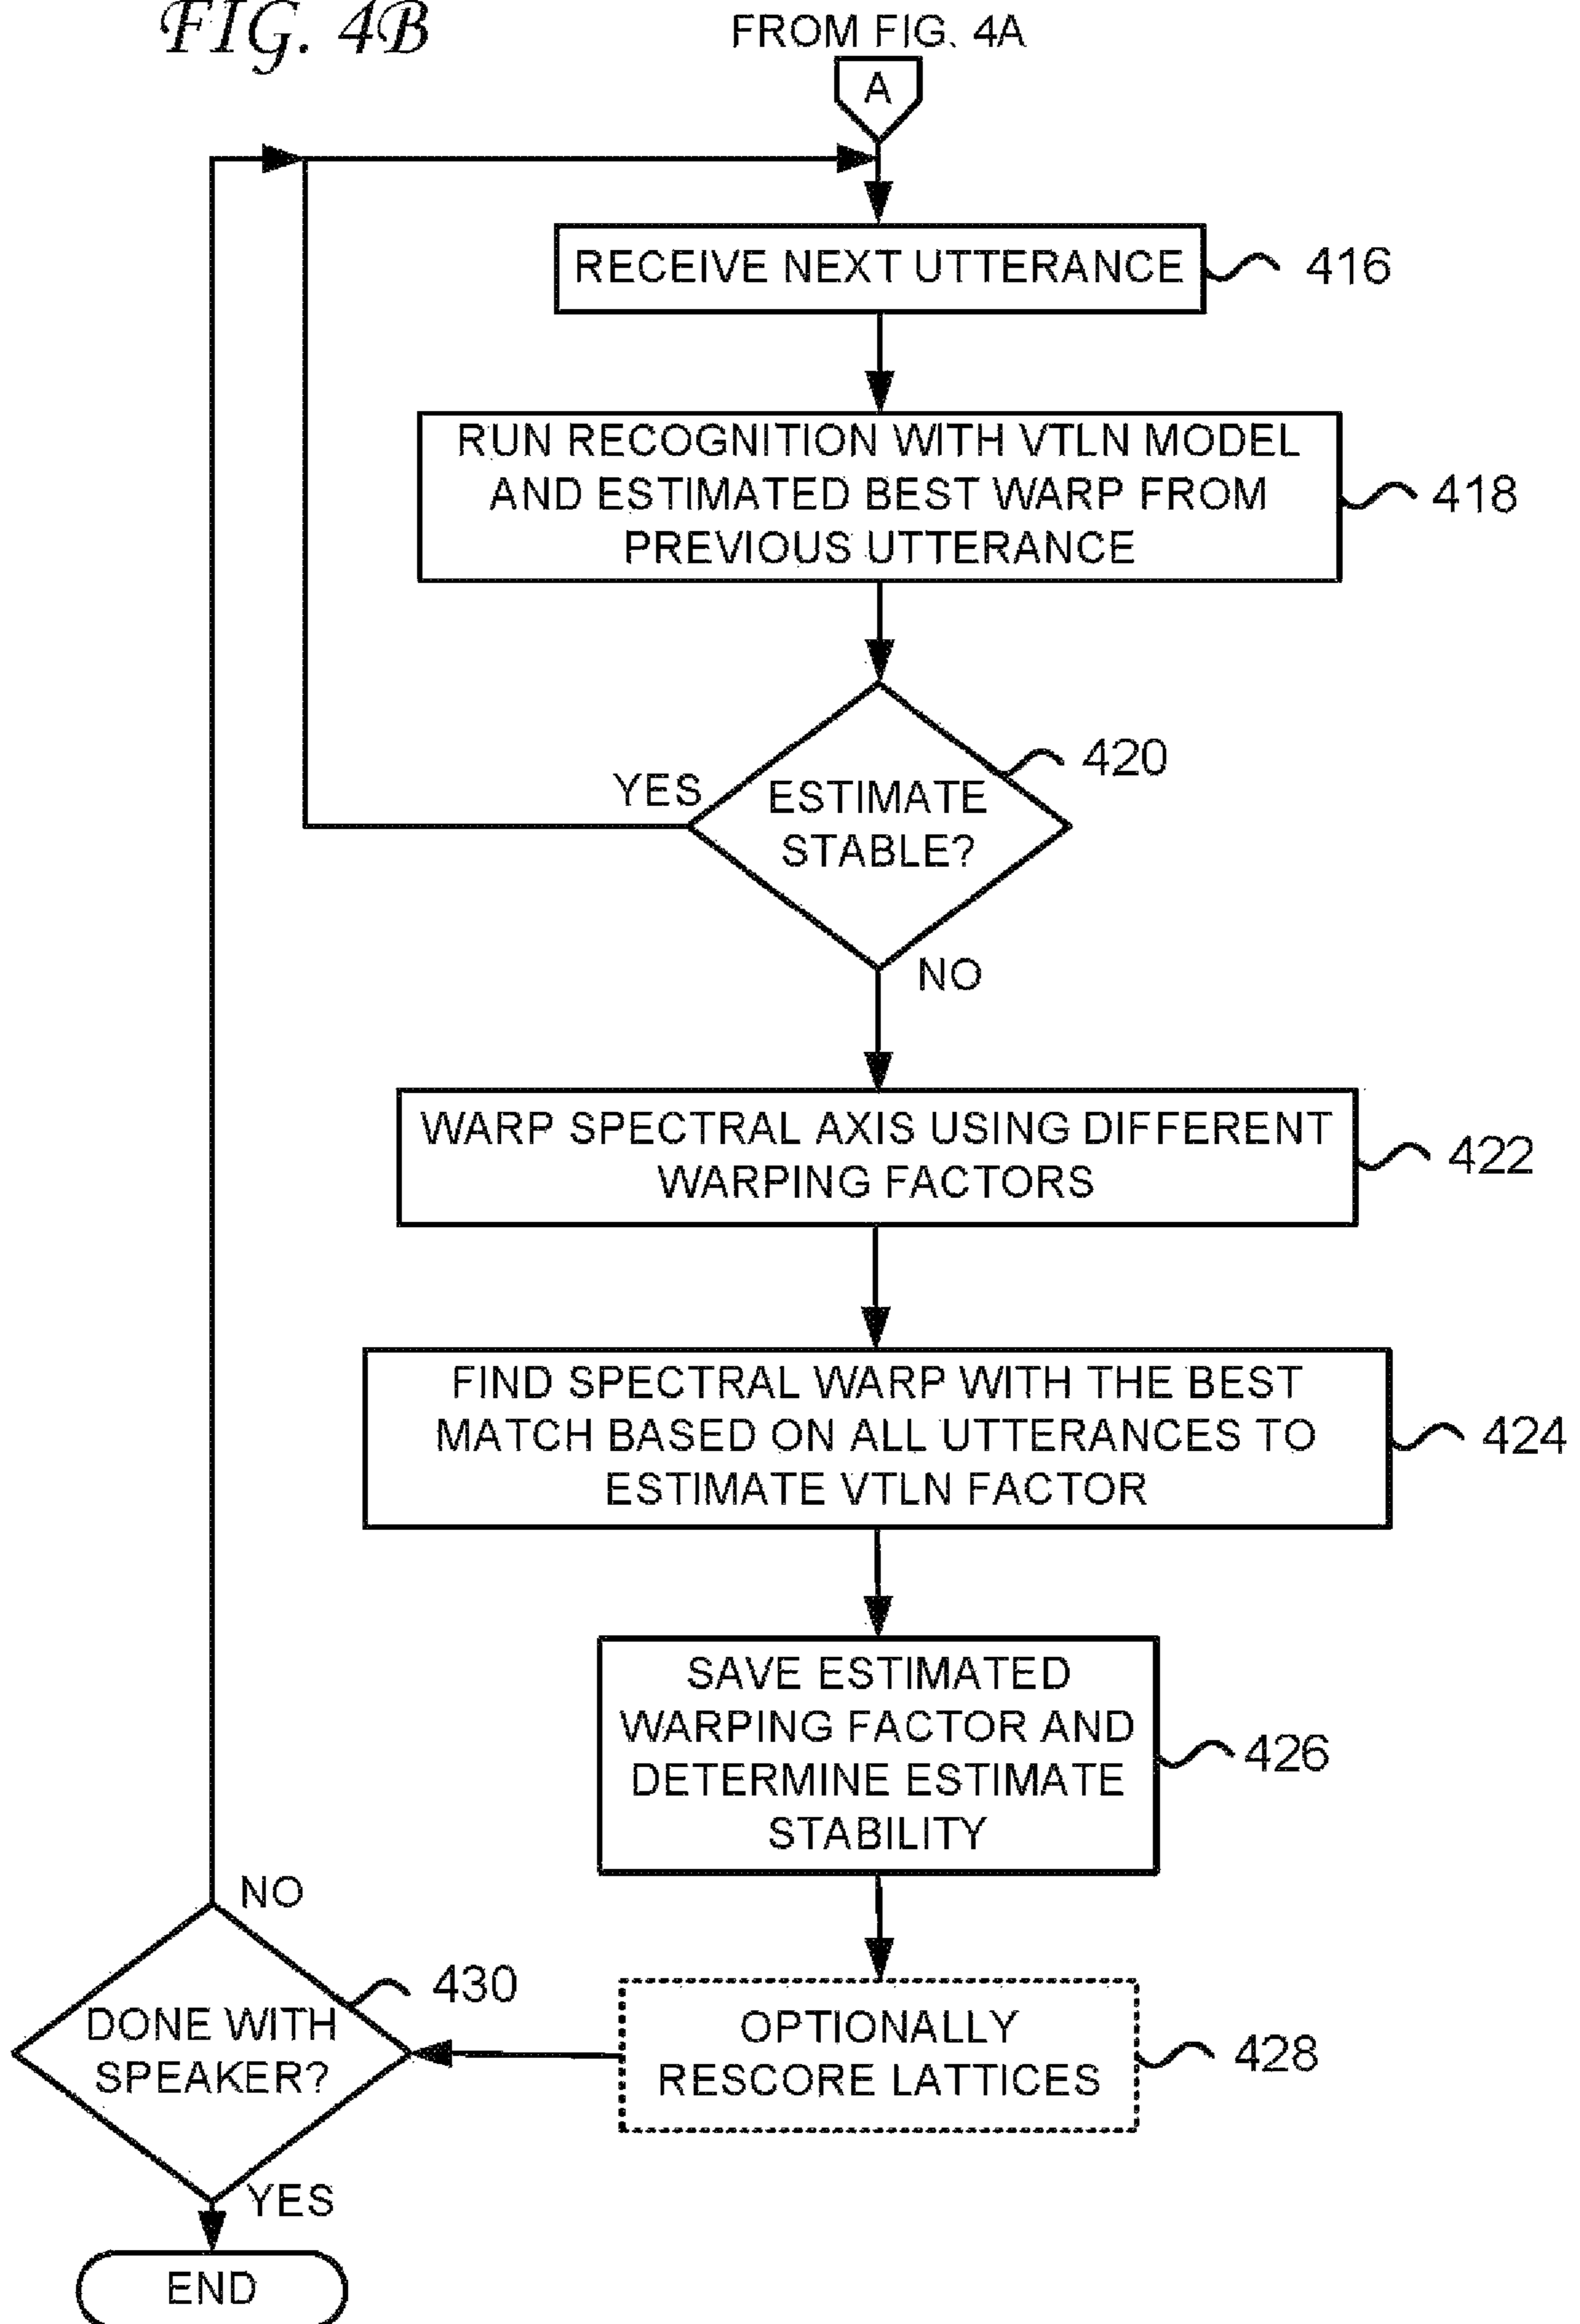 FIG. 4B
FROM FIG. 4A
A
RECEIVE NEXT UTTERANCE
416
RUN RECOGNITION WITH VTLN MODEL
AND ESTIMATED BEST WARP FROM
PREVIOUS UTTERANCE
418
420
YES
ESTIMATE
STABLE?
NO
WARP SPECTRAL AXIS USING DIFFERENT
WARPING FACTORS
422
FIND SPECTRAL WARP WITH THE BEST
MATCH BASED ON ALL UTTERANCES TO
ESTIMATE VTLN FACTOR
424
SAVE ESTIMATED
WARPING FACTOR AND
DETERMINE ESTIMATE
STABILITY
426
NO
430
DONE WITH
SPEAKER?
OPTIONALLY
RESCORE LATTICES
428
YES
END